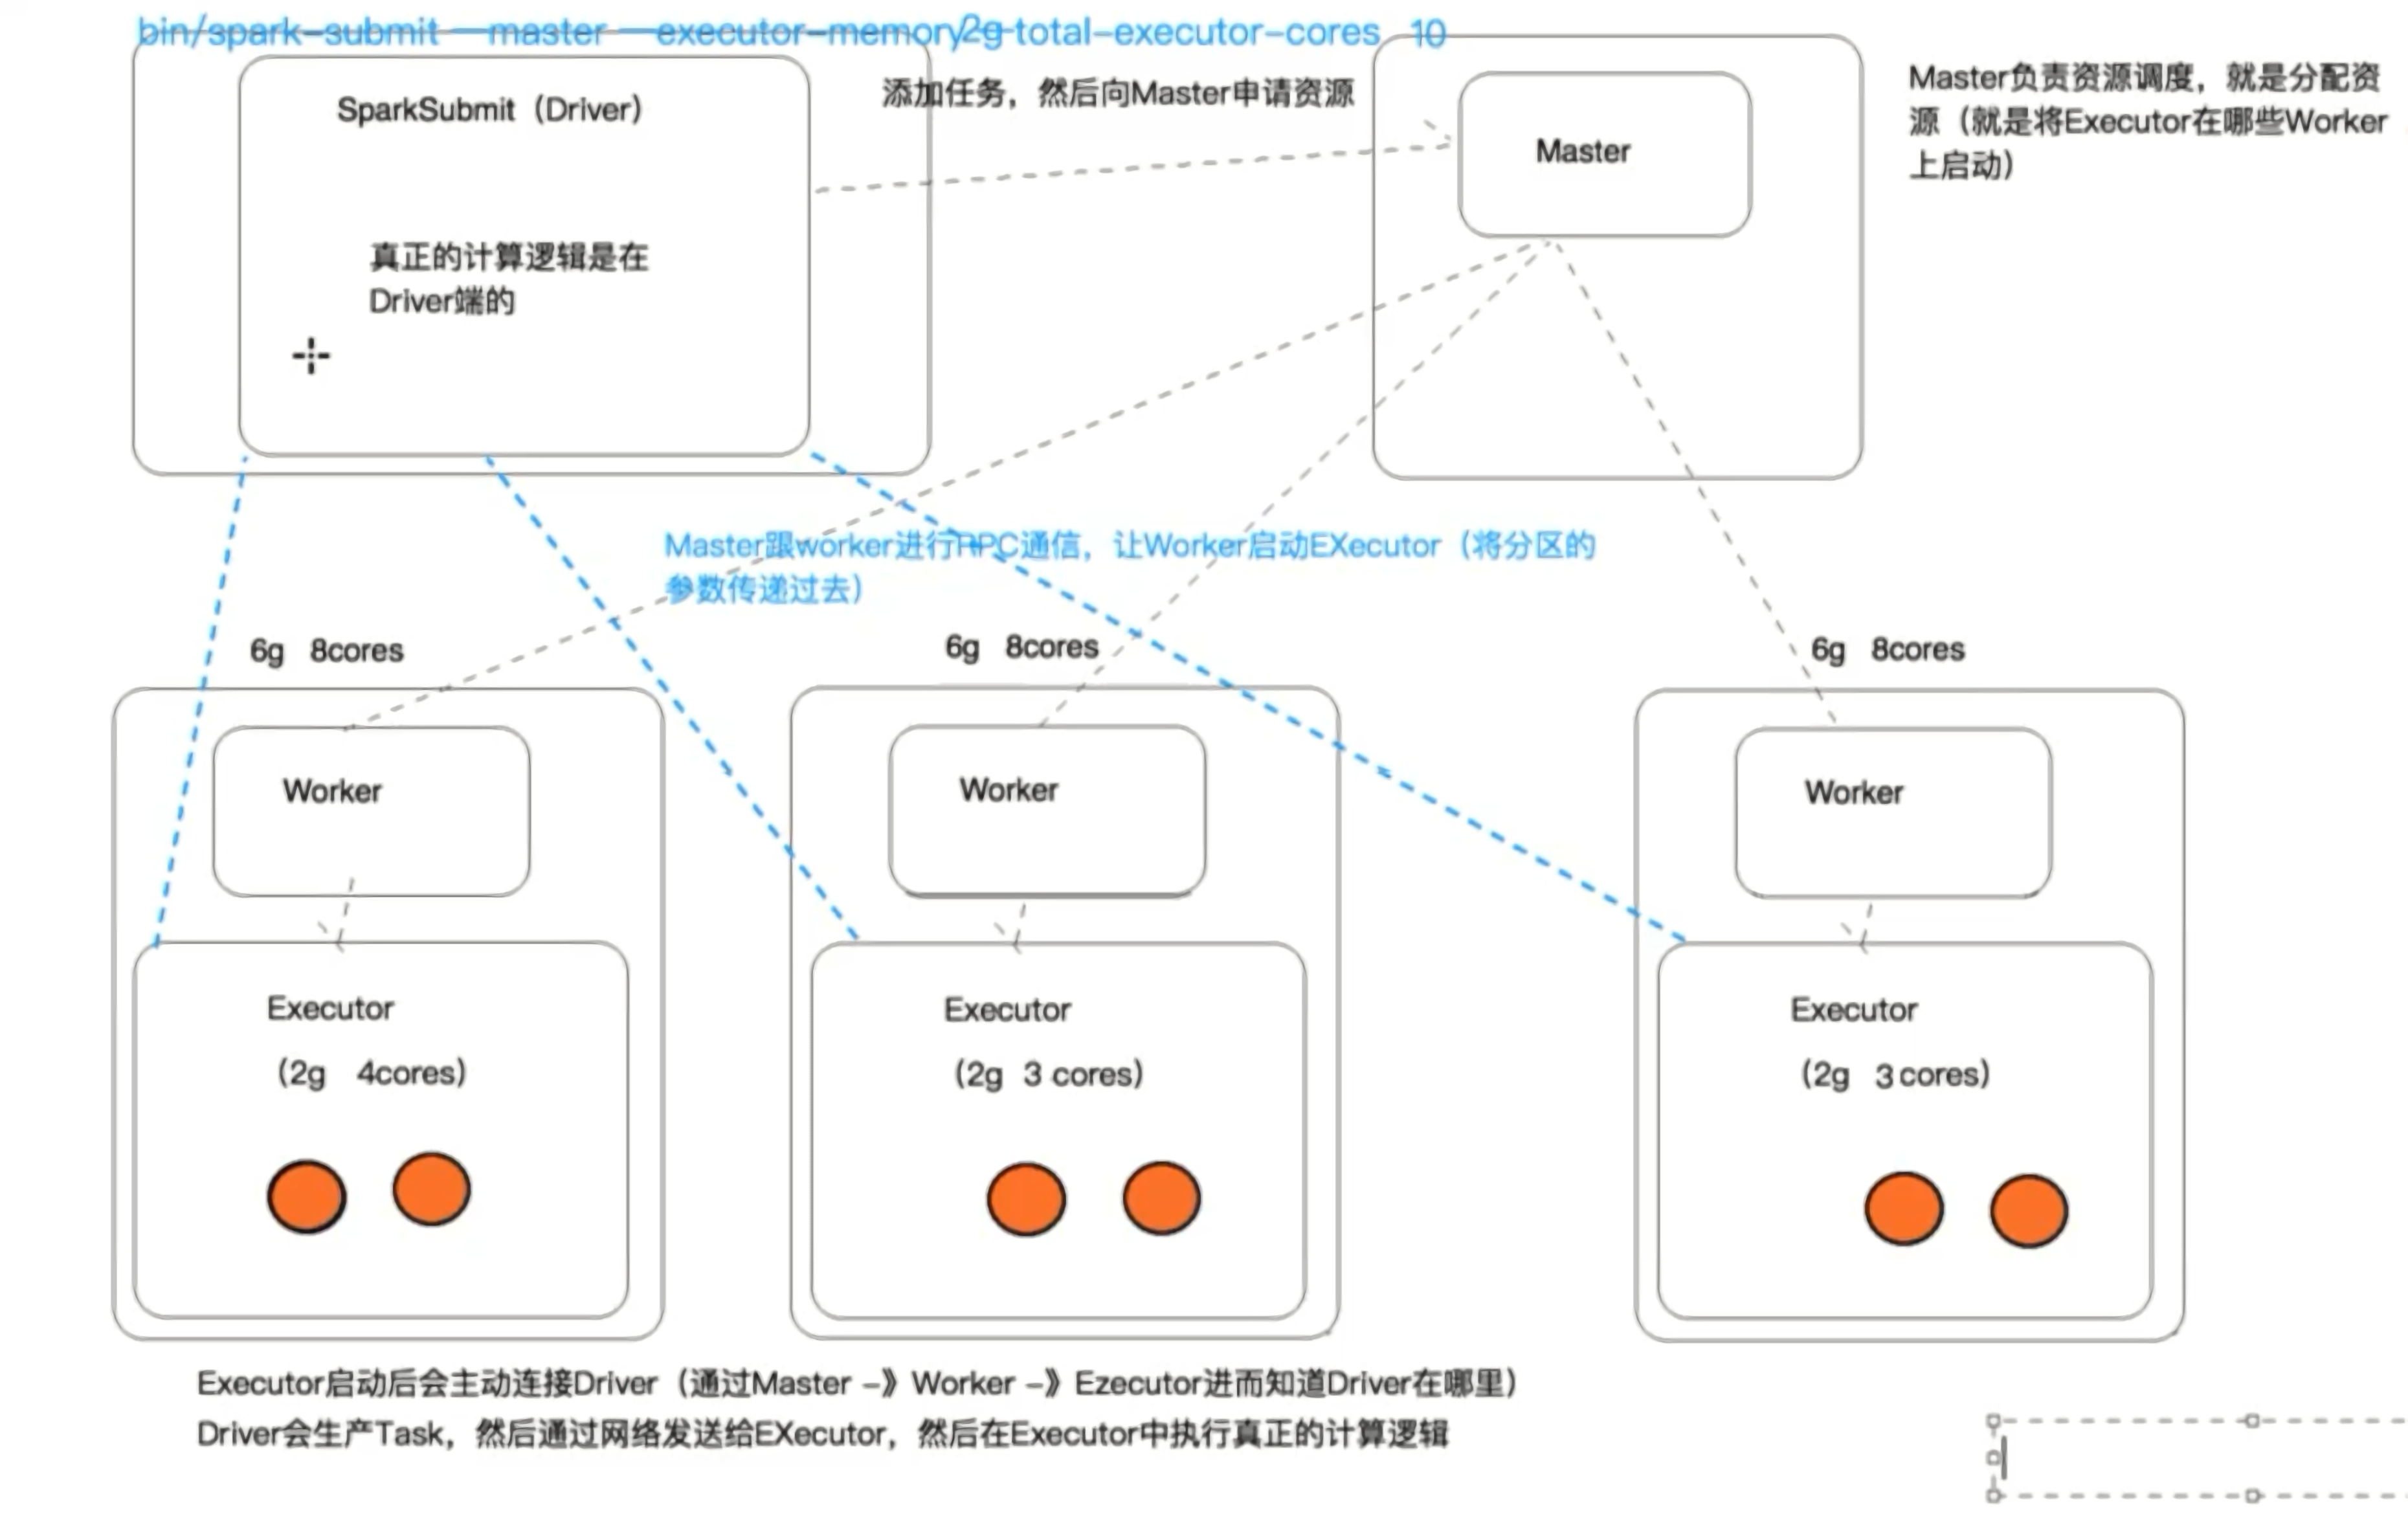 bin/spark-submit —master —executor-memory 2g-total-executor-cores 10
SparkSubmit（Driver）
添加任务，然后向Master申请资源
Master
Master负责资源调度，就是分配资
源（就是将Executor在哪些Worker
上启动）
真正的计算逻辑是在
Driver端的
Master跟worker进行RPC通信，让Worker启动EXecutor（将分区的
参数传递过去）
6g 8cores
6g 8cores
6g 8cores
Worker
Worker
Worker
Executor
（2g 4cores）
Executor
（2g 3 cores）
Executor
（2g 3 cores）
Executor启动后会主动连接Driver（通过Master –》Worker –》Ezecutor进而知道Driver在哪里）
Driver会生产Task，然后通过网络发送给EXecutor，然后在Executor中执行真正的计算逻辑